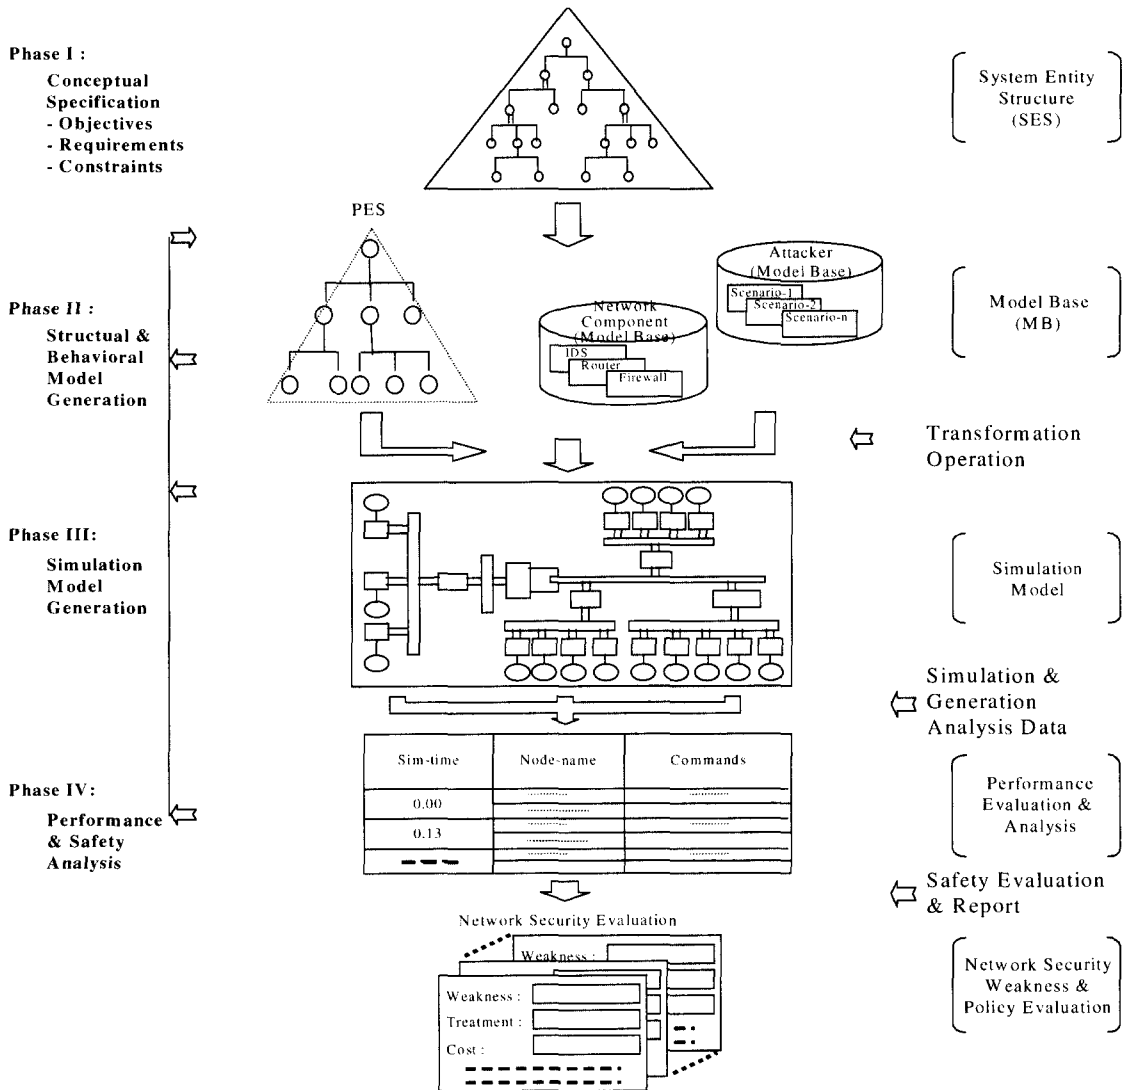 Phase I :
Conceptual
Specification
- Objectives
- Requirements
- Constraints
System Entity
Structure
(SES)
PES
Attacker
(Model Base)
Scenario-1
Scenario-2
Scenario-n
Network
Component
(Model Base)
IDS
Router
Firewall
Phase II :
Structual &
Behavioral
Model
Generation
Model Base
(MB)
Transformation
Operation
Phase III:
Simulation
Model
Generation
Simulation
Model
Simulation &
Generation
Analysis Data
Sim-time Node-name Commands
0.00
0.13
Phase IV:
Performance
& Safety
Analysis
Performance
Evaluation &
Analysis
Safety Evaluation
& Report
Network Security Evaluation
Weakness :
Weakness :
Treatment :
Cost :
Network Security
Weakness &
Policy Evaluation